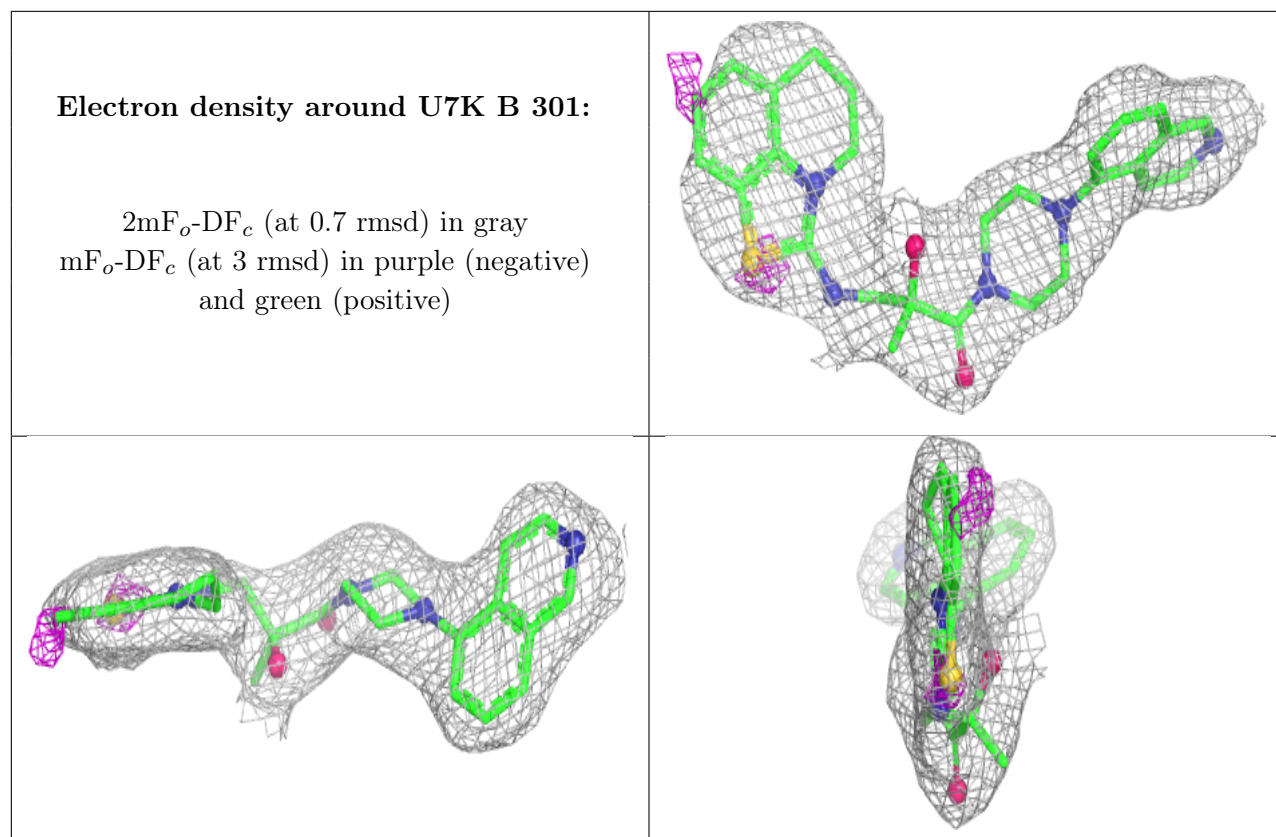 Electron density around U7K B 301:
2mFo-DFc (at 0.7 rmsd) in gray
mFo-DFc (at 3 rmsd) in purple (negative)
and green (positive)